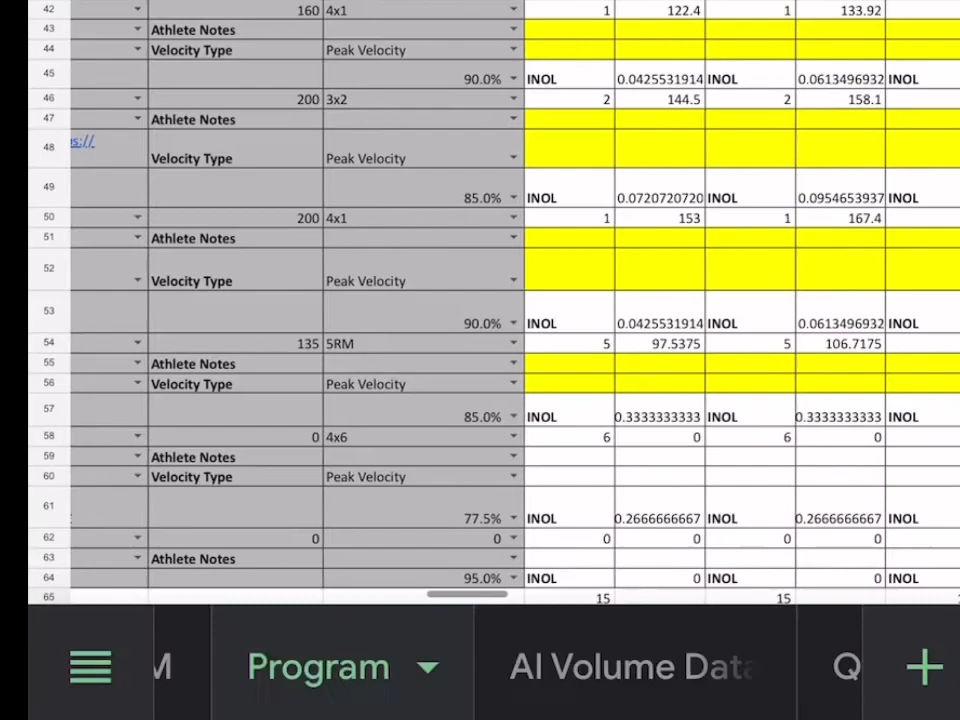 42 160 4x1 1 122.4 1 133.92
43 Athlete Notes
44 Velocity Type Peak Velocity
45 90.0% INOL 0.0425531914 INOL 0.0613496932 INOL
46 200 3x2 2 144.5 2 158.1
47 Athlete Notes
48 s:// Velocity Type Peak Velocity
49 85.0% INOL 0.0720720720 INOL 0.0954653937 INOL
50 200 4x1 1 153 1 167.4
51 Athlete Notes
52 Velocity Type Peak Velocity
53 90.0% INOL 0.0425531914 INOL 0.0613496932 INOL
54 135 5RM 5 97.5375 5 106.7175
55 Athlete Notes
56 Velocity Type Peak Velocity
57 85.0% INOL 0.3333333333 INOL 0.3333333333 INOL
58 0 4x6 6 0 6 0
59 Athlete Notes
60 Velocity Type Peak Velocity
61 77.5% INOL 0.2666666667 INOL 0.2666666667 INOL
62 0 0 0 0 0 0
63 Athlete Notes
64 95.0% INOL 0 INOL 0 INOL
65 15 15
M Program AI Volume Data Q +